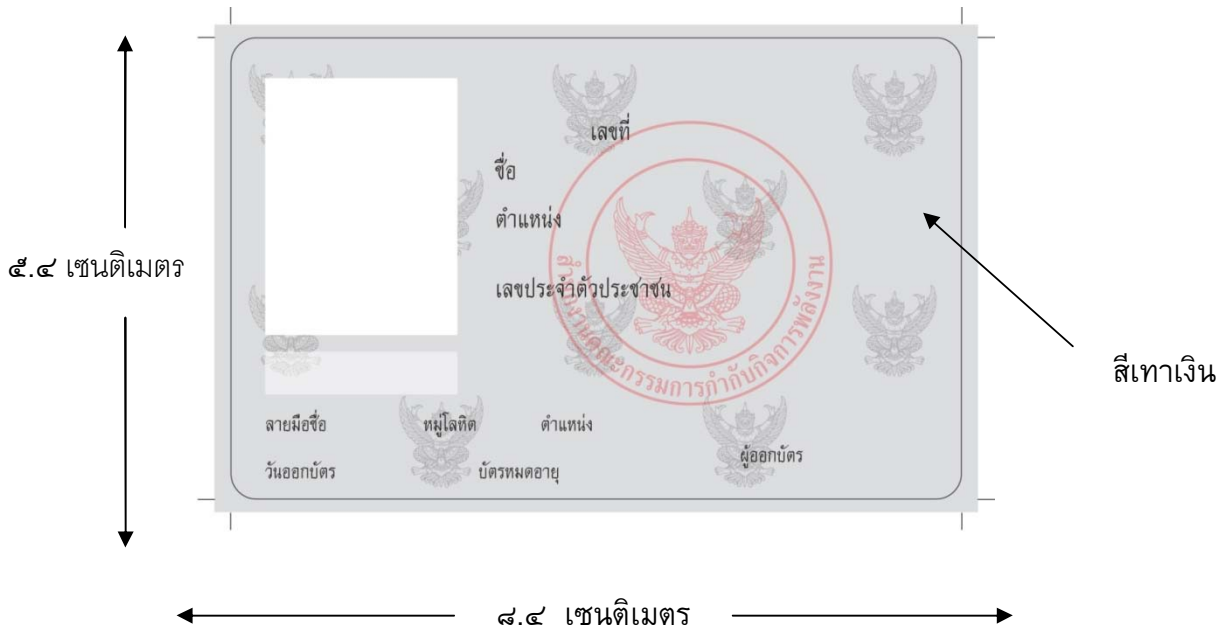 เลขที่
ชื่อ
ตำแหน่ง
๕.๔ เซนติเมตร
เลขประจำตัวประชาชน
สำนักงานคณะกรรมการกำกับกิจการพลังงาน
สีเทาเงิน
ลายมือชื่อ หมู่โลหิต ตำแหน่ง
ผู้ออกบัตร
วันออกบัตร บัตรหมดอายุ
๘.๔ เซนติเมตร